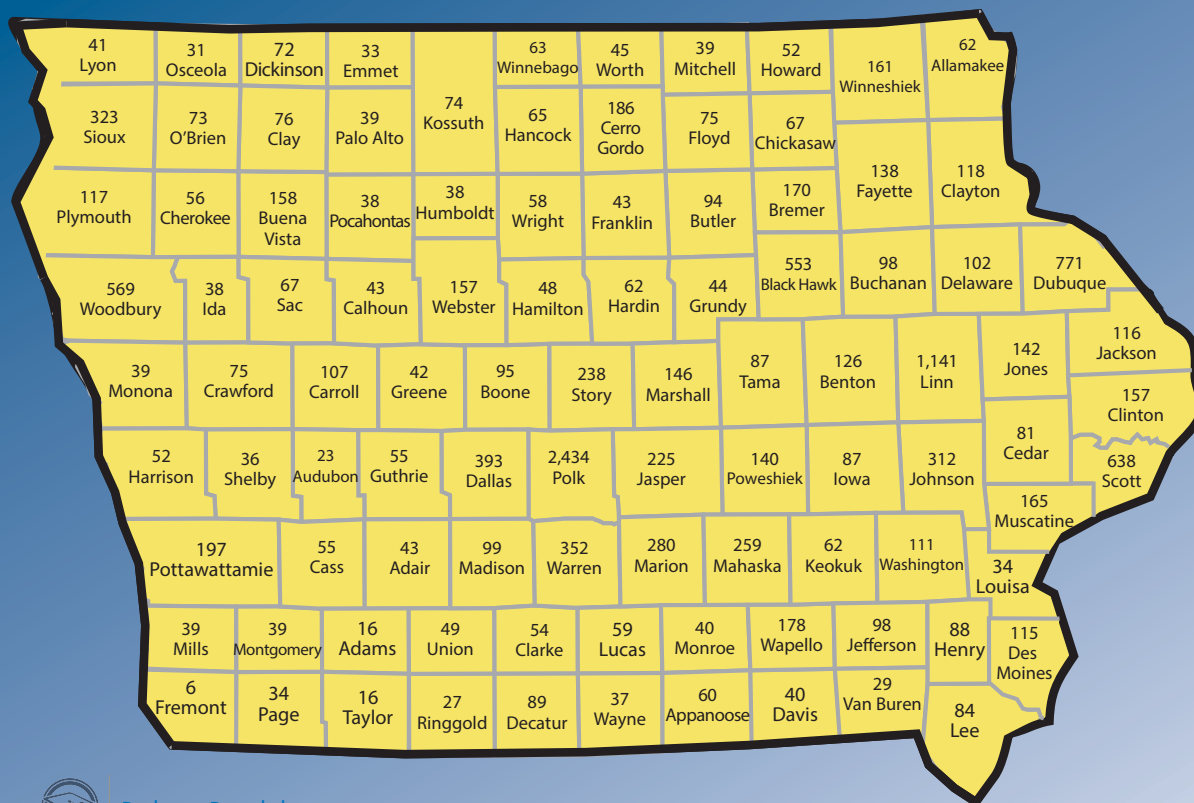 41
Lyon
31
Osceola
72
Dickinson
33
Emmet
74
Kossuth
63
Winnebago
45
Worth
39
Mitchell
52
Howard
161
Winneshiek
62
Allamakee
323
Sioux
73
O'Brien
76
Clay
39
Palo Alto
65
Hancock
186
Cerro
Gordo
75
Floyd
67
Chickasaw
117
Plymouth
56
Cherokee
158
Buena
Vista
38
Pocahontas
38
Humboldt
58
Wright
43
Franklin
94
Butler
170
Bremer
138
Fayette
118
Clayton
569
Woodbury
38
Ida
67
Sac
43
Calhoun
157
Webster
48
Hamilton
62
Hardin
44
Grundy
553
Black Hawk
98
Buchanan
102
Delaware
771
Dubuque
39
Monona
75
Crawford
107
Carroll
42
Greene
95
Boone
238
Story
146
Marshall
87
Tama
126
Benton
1,141
Linn
142
Jones
116
Jackson
157
Clinton
52
Harrison
36
Shelby
23
Audubon
55
Guthrie
393
Dallas
2,434
Polk
225
Jasper
140
Poweshiek
87
Iowa
312
Johnson
81
Cedar
638
Scott
165
Muscatine
197
Pottawattamie
55
Cass
43
Adair
99
Madison
352
Warren
280
Marion
259
Mahaska
62
Keokuk
111
Washington
34
Louisa
39
Mills
39
Montgomery
16
Adams
49
Union
54
Clarke
59
Lucas
40
Monroe
178
Wapello
98
Jefferson
88
Henry
115
Des
Moines
6
Fremont
34
Page
16
Taylor
27
Ringgold
89
Decatur
37
Wayne
60
Appanoose
40
Davis
29
Van Buren
84
Lee